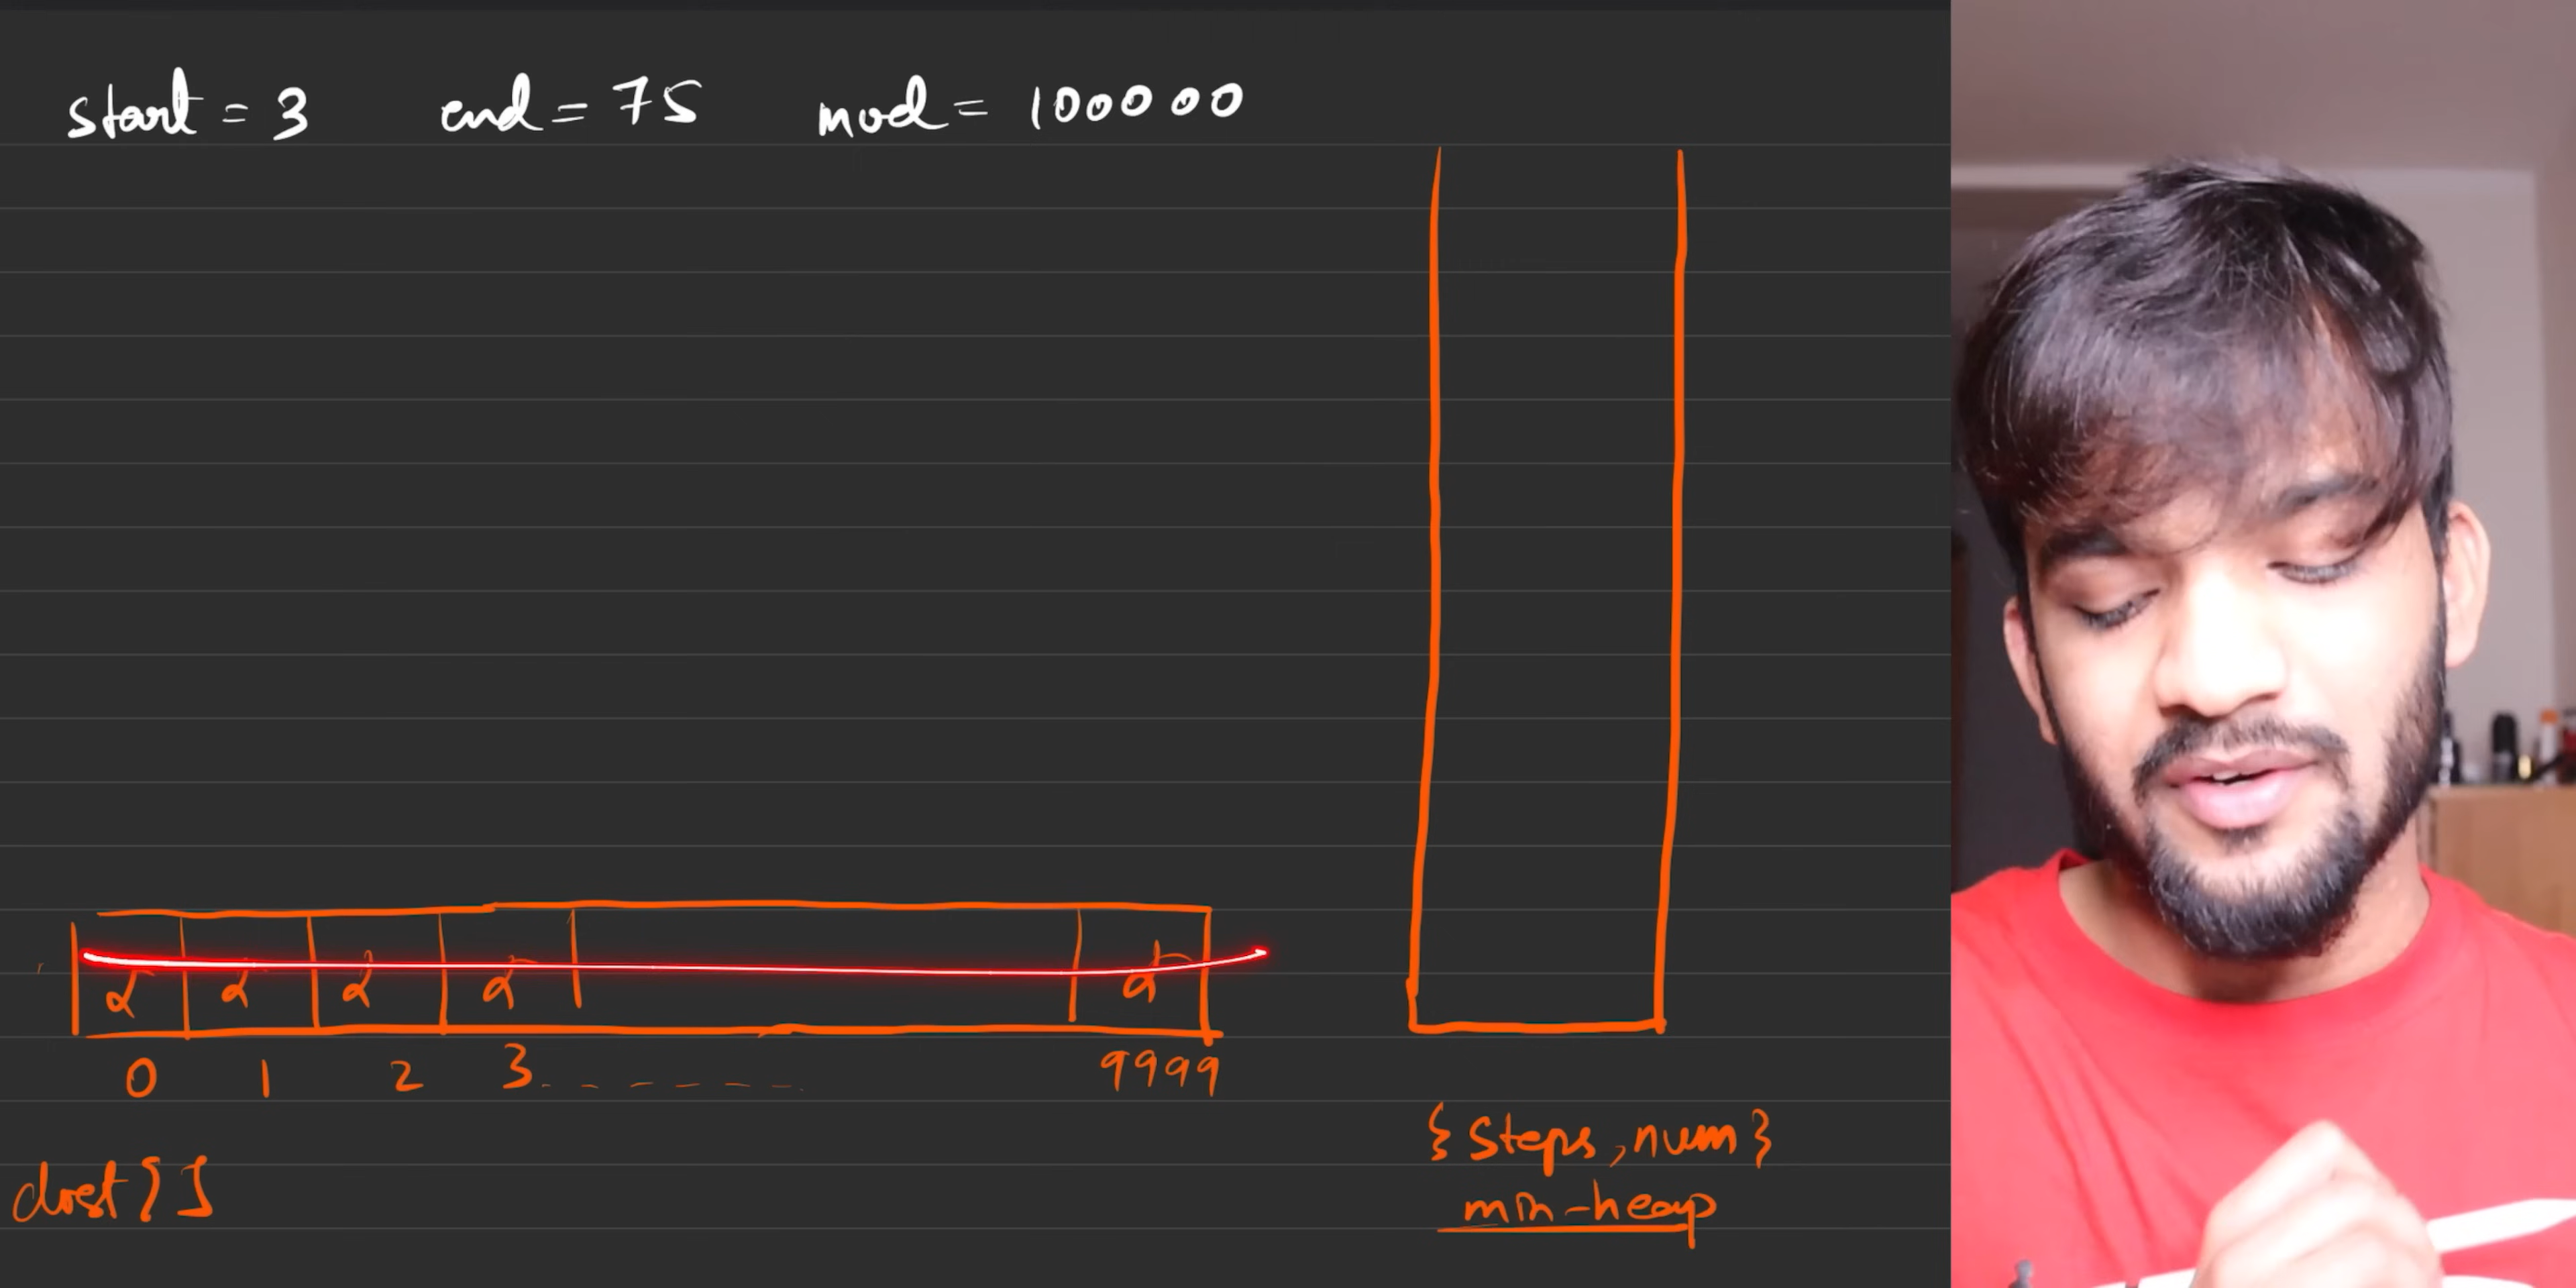 start = 3 end = 75 mod = 100000
α α α α α
0 1 2 3 - - - - - - 9999
dist[]
{steps, num}
min-heap